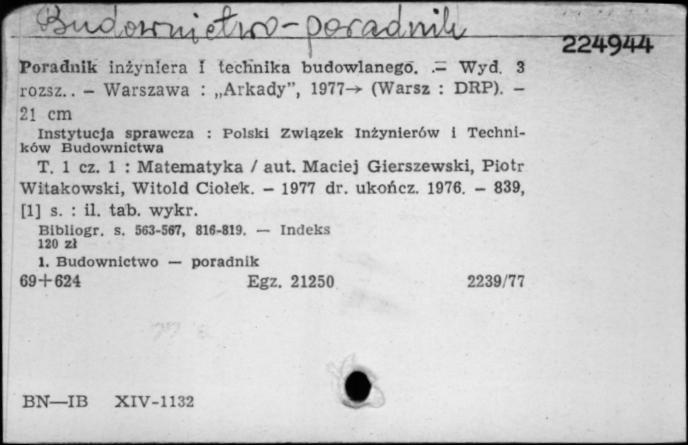 Budownictwo-poradnik
224944
Poradnik inżyniera i technika budowlanego. .— Wyd. 3
rozsz.. — Warszawa : „Arkady”, 1977→ (Warsz : DRP). —
21 cm
Instytucja sprawcza : Polski Związek Inżynierów i Techni-
ków Budownictwa
T. 1 cz. 1 : Matematyka / aut. Maciej Gierszewski, Piotr
Witakowski, Witold Ciołek. — 1977 dr. ukończ. 1976. — 839,
[1] s. : il. tab. wykr.
Bibliogr. s. 563-567, 816-819. — Indeks
120 zł
1. Budownictwo — poradnik
69+624 Egz. 21250 2239/77
BN—IB XIV-1132